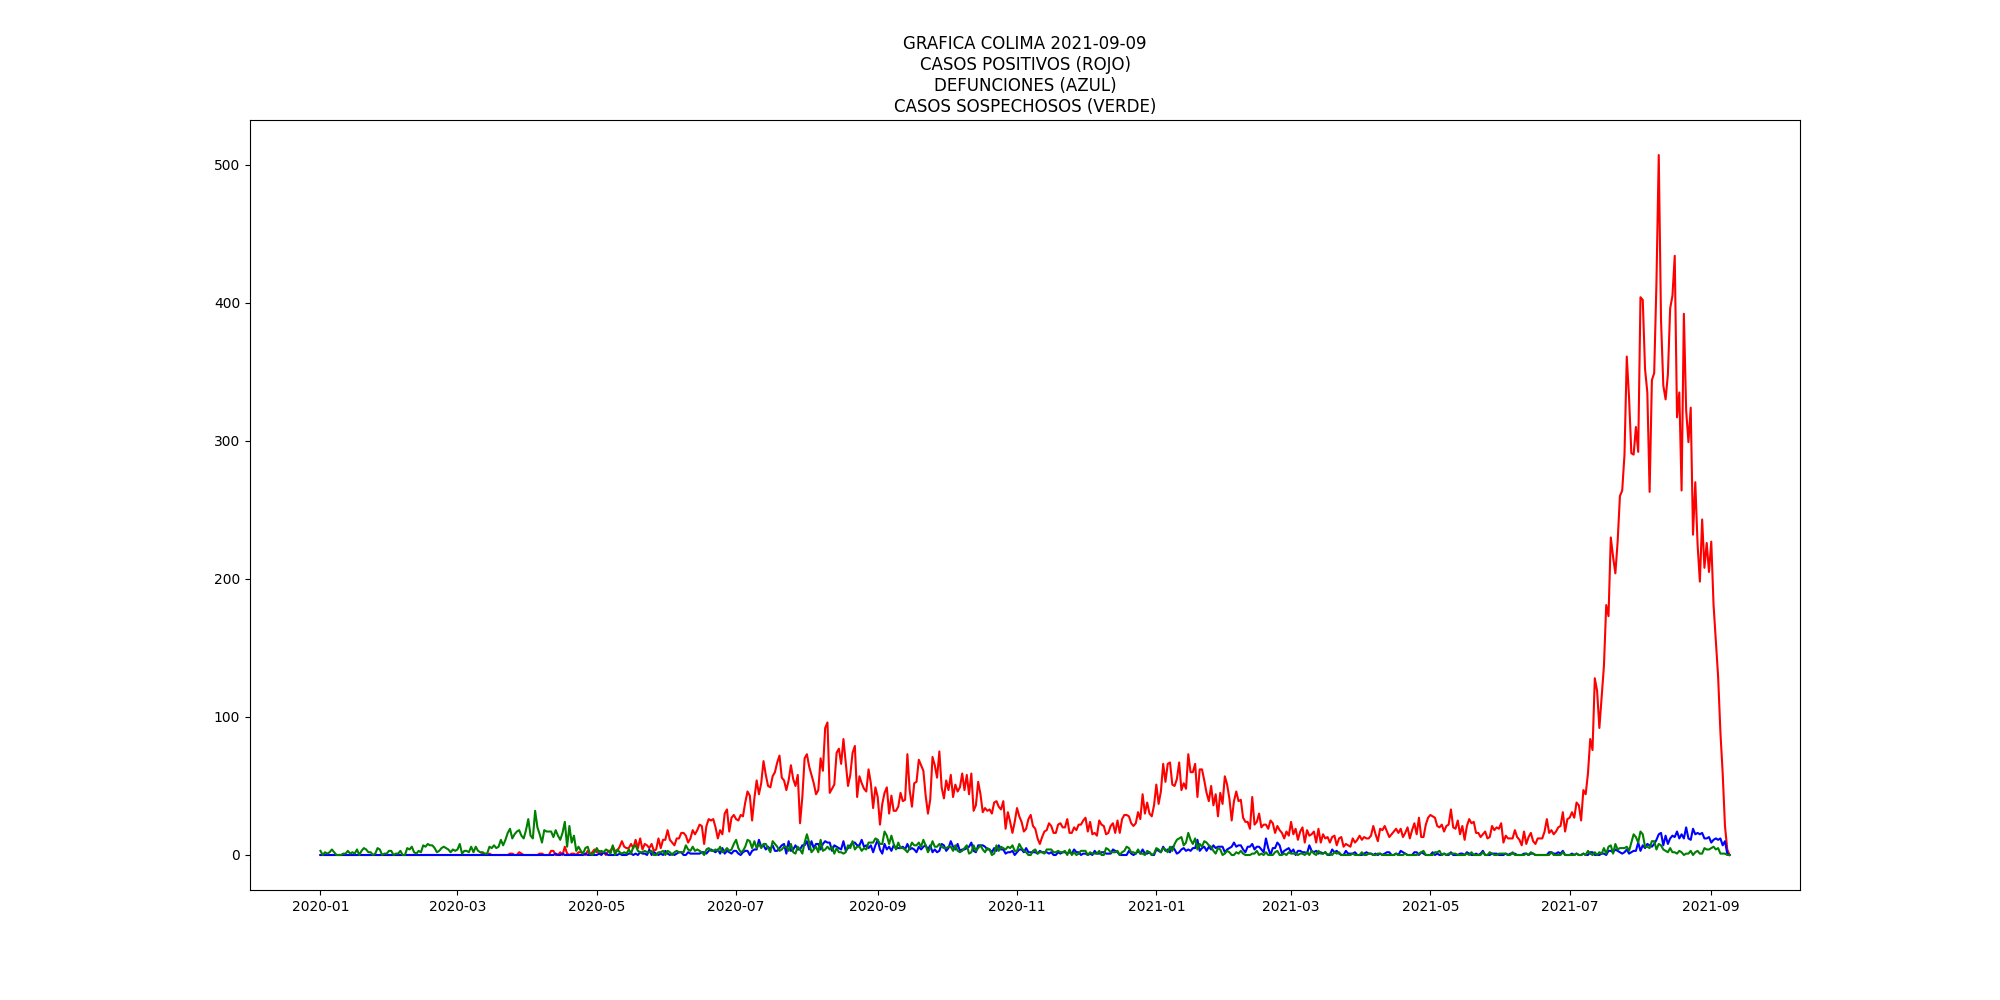 GRAFICA COLIMA 2021-09-09
CASOS POSITIVOS (ROJO)
DEFUNCIONES (AZUL)
CASOS SOSPECHOSOS (VERDE)
500
400
300
200
100
0
2020-01 2020-03 2020-05 2020-07 2020-09 2020-11 2021-01 2021-03 2021-05 2021-07 2021-09